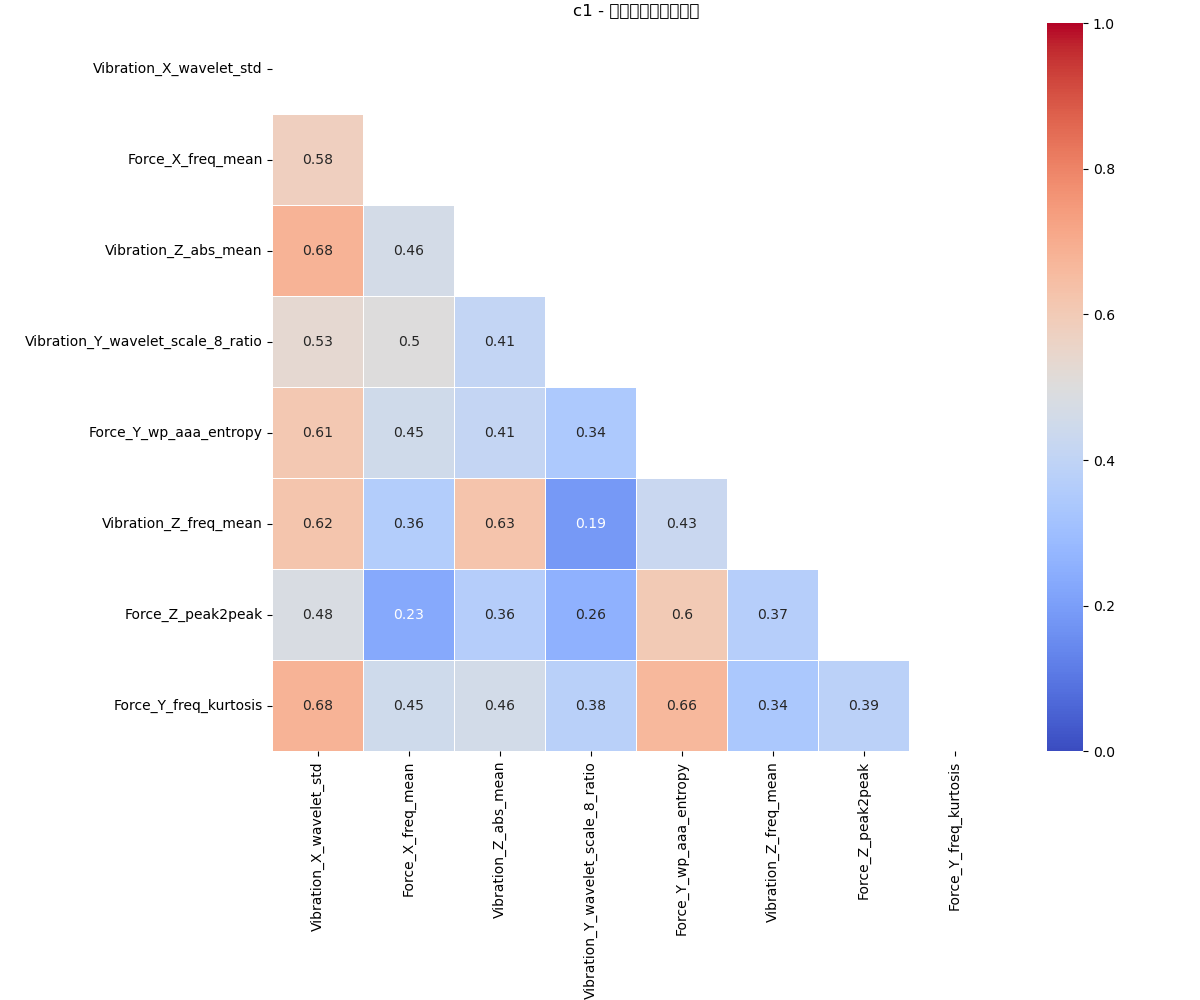 c1 -
1.0
Vibration_X_wavelet_std
Force_X_freq_mean
0.58
0.8
Vibration_Z_abs_mean
0.68 0.46
0.6
Vibration_Y_wavelet_scale_8_ratio
0.53 0.5 0.41
Force_Y_wp_aaa_entropy
0.61 0.45 0.41 0.34
0.4
Vibration_Z_freq_mean
0.62 0.36 0.63 0.19 0.43
Force_Z_peak2peak
0.48 0.23 0.36 0.26 0.6 0.37
0.2
Force_Y_freq_kurtosis
0.68 0.45 0.46 0.38 0.66 0.34 0.39
0.0
Vibration_X_wavelet_std
Force_X_freq_mean
Vibration_Z_abs_mean
Vibration_Y_wavelet_scale_8_ratio
Force_Y_wp_aaa_entropy
Vibration_Z_freq_mean
Force_Z_peak2peak
Force_Y_freq_kurtosis